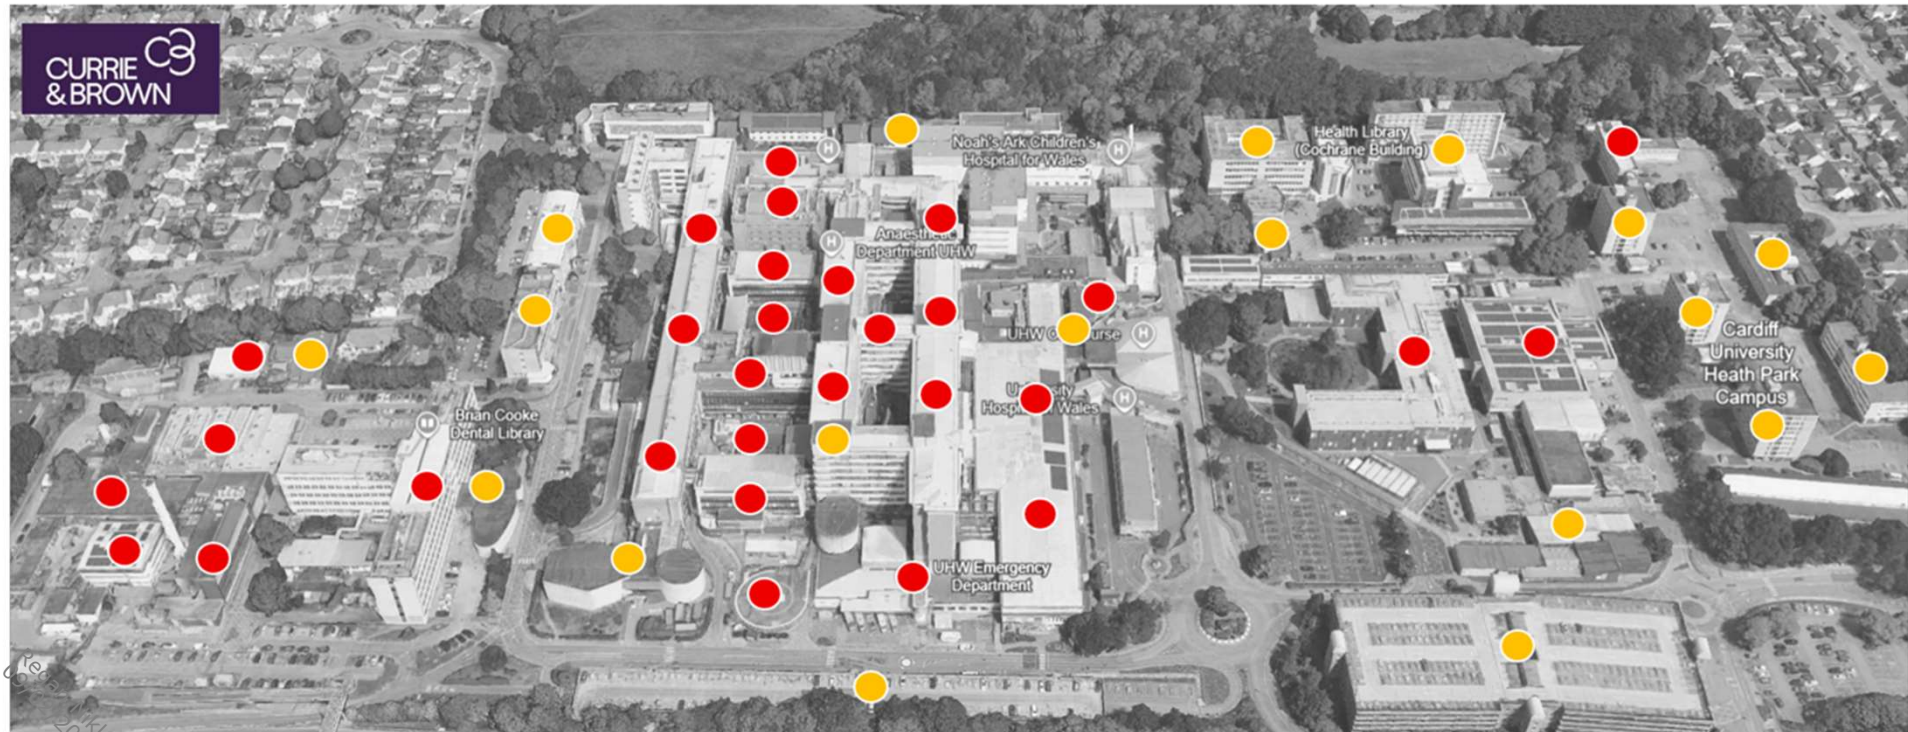 CURRIE
& BROWN
Noah's Ark Children's
Hospital for Wales
Health Library
(Cochrane Building)
Anaesthetic
Department UHW
UHW
Hospital Wales
Brian Cooke
Dental Library
Cardiff
University
Heath Park
Campus
UHW Emergency
Department